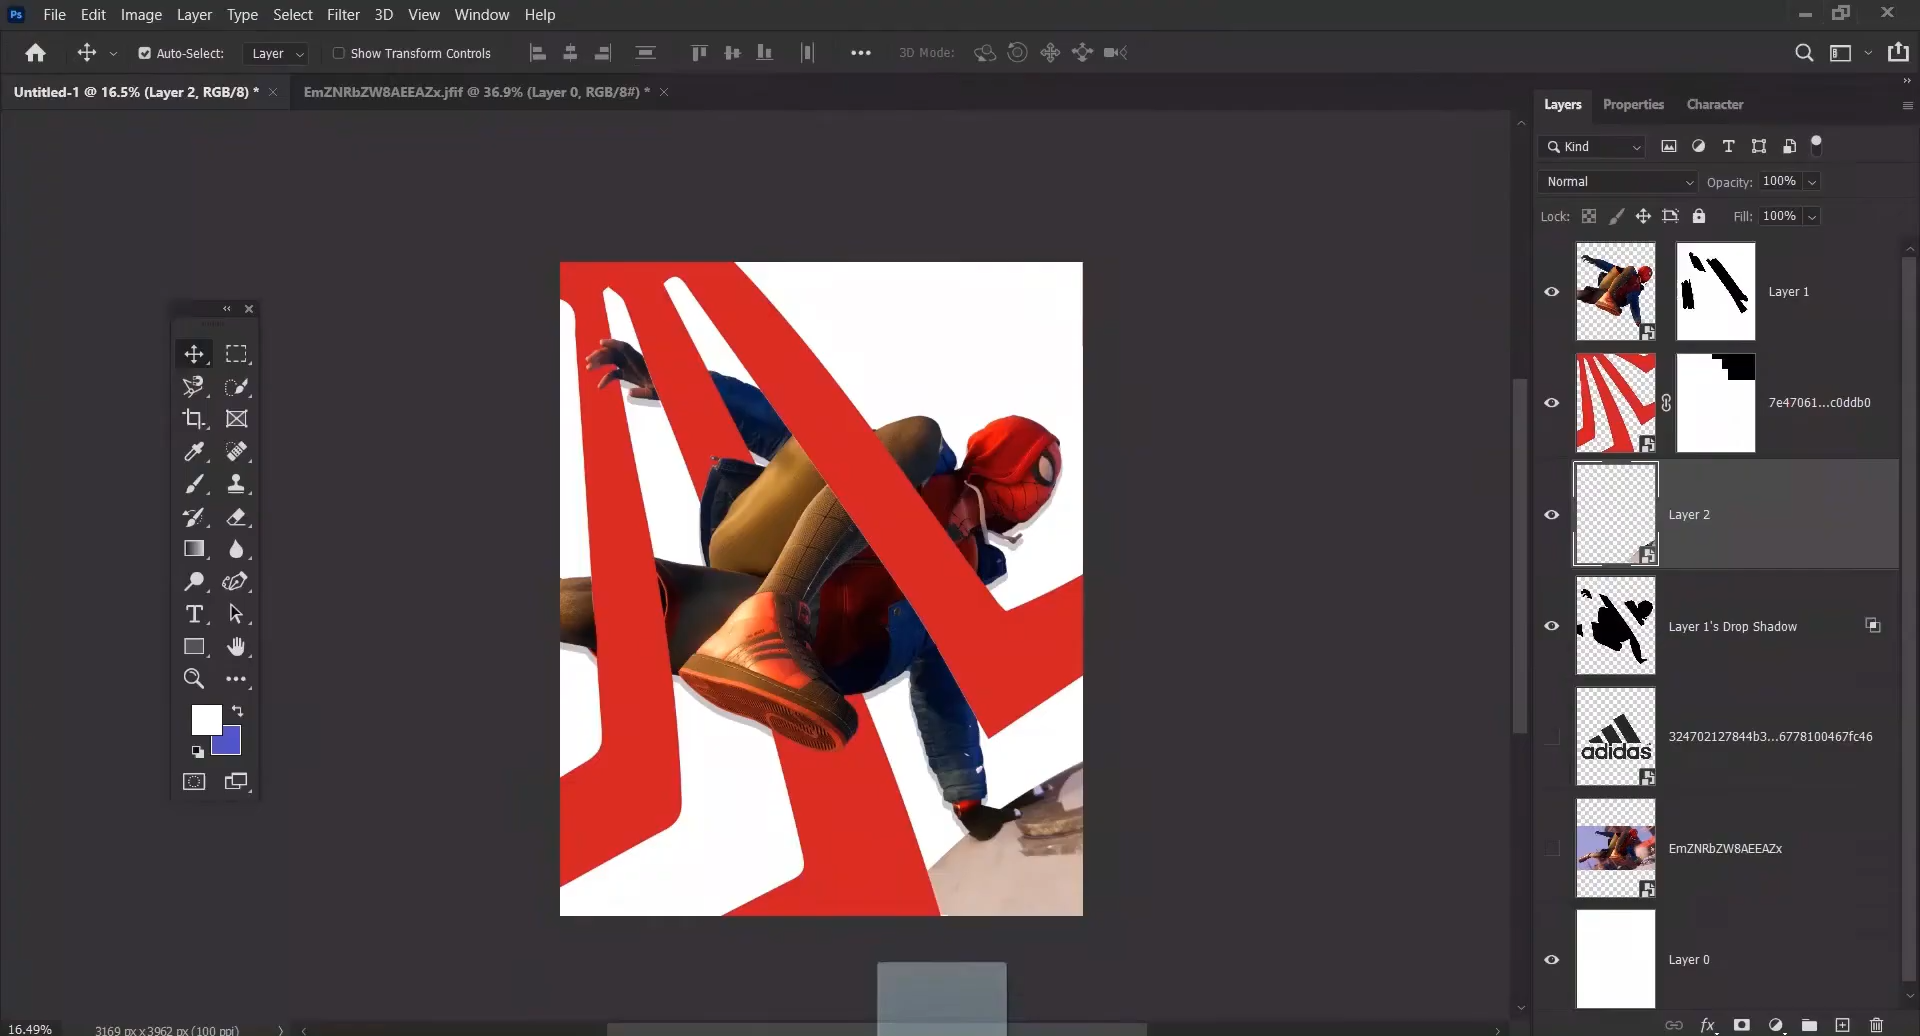 Ps File Edit Image Layer Type Select Filter 3D View Window Help
Auto-Select: Layer Show Transform Controls 3D Mode:
Untitled-1 @ 16.5% (Layer 2, RGB/8) * EmZNRbZW8AEEAZx.jfif @ 36.9% (Layer 0, RGB/8#) *
Layers Properties Character
Kind
Normal Opacity: 100%
Lock: Fill: 100%
Layer 1
7e47061...c0ddb0
Layer 2
Layer 1's Drop Shadow
324702127844b3...6778100467fc46
adidas
EmZNRbZW8AEEAZx
Layer 0
16.49% 3169 px x 3962 px (100 ppi)